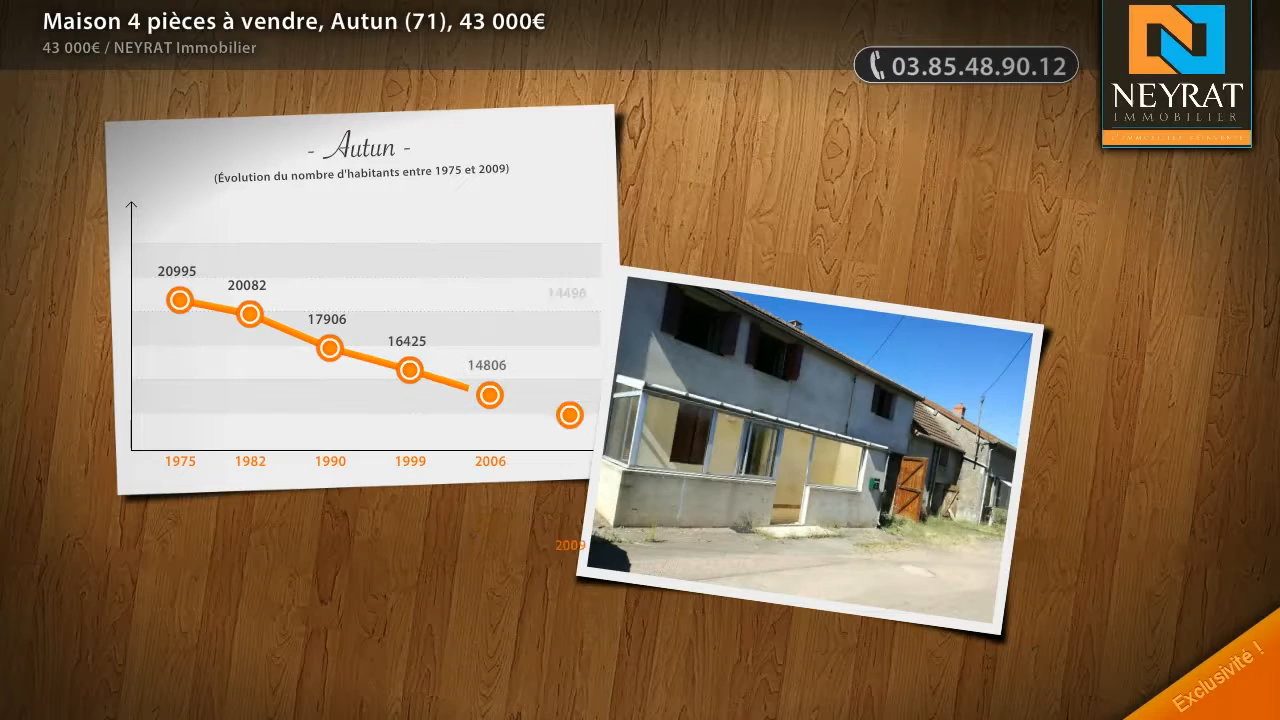 Maison 4 pièces à vendre, Autun (71), 43 000€
43 000€ / NEYRAT Immobilier
03.85.48.90.12
NEYRAT
IMMOBILIER
- Autun -
(Évolution du nombre d'habitants entre 1975 et 2009)
20995
20082
17906
16425
14806
14496
1975 1982 1990 1999 2006
2009
Exclusivité !